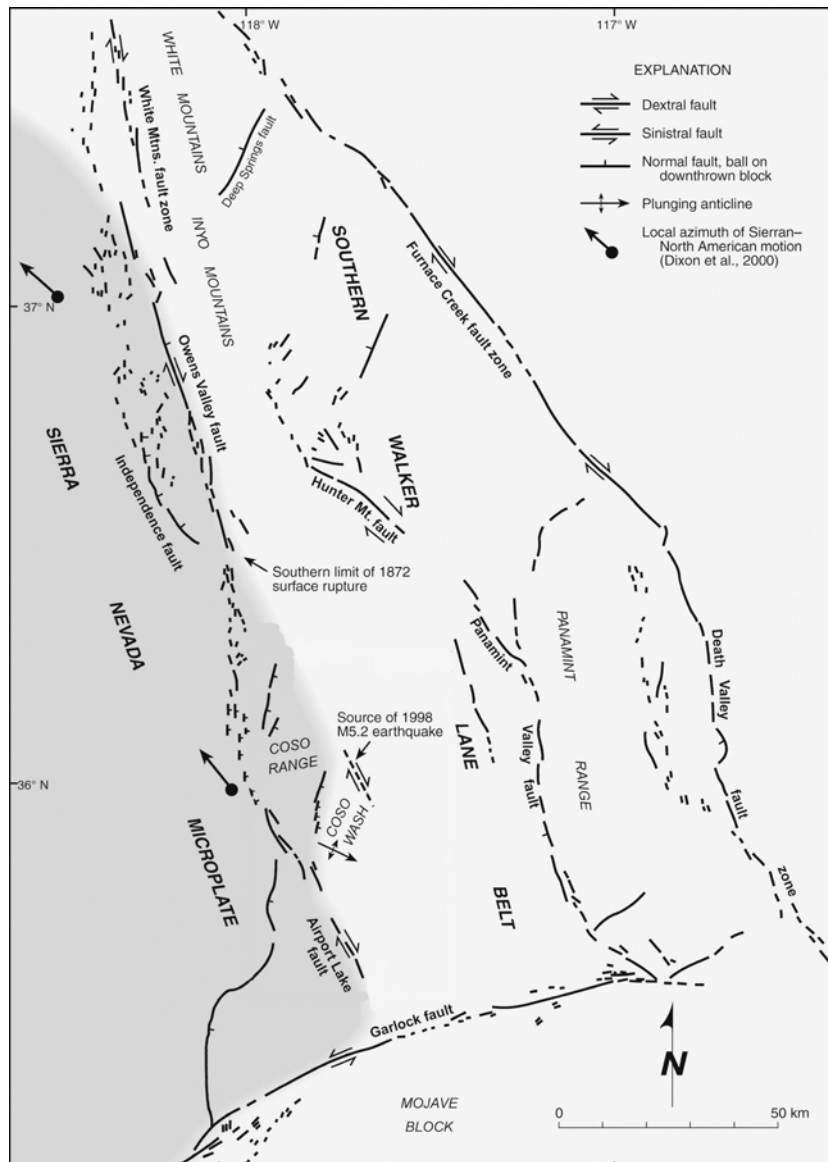 118° W
117° W
EXPLANATION
Dextral fault
Sinistral fault
Normal fault, ball on
downthrown block
Plunging anticline
Local azimuth of Sierran–
North American motion
(Dixon et al., 2000)
WHITE
MOUNTAINS
White Mtns. fault zone
Deep Springs fault
INYO
MOUNTAINS
SOUTHERN
Furnace Creek fault zone
37° N
Owens Valley fault
SIERRA
Independence fault
WALKER
Hunter Mt. fault
Southern limit of 1872
surface rupture
NEVADA
Panamint
PANAMINT
Death Valley
Source of 1998
M5.2 earthquake
LANE
COSO
RANGE
Valley fault
RANGE
36° N
fault
COSO
WASH
MICROPLATE
zone
BELT
Airport Lake
fault
Garlock fault
N
MOJAVE
BLOCK
0
50 km